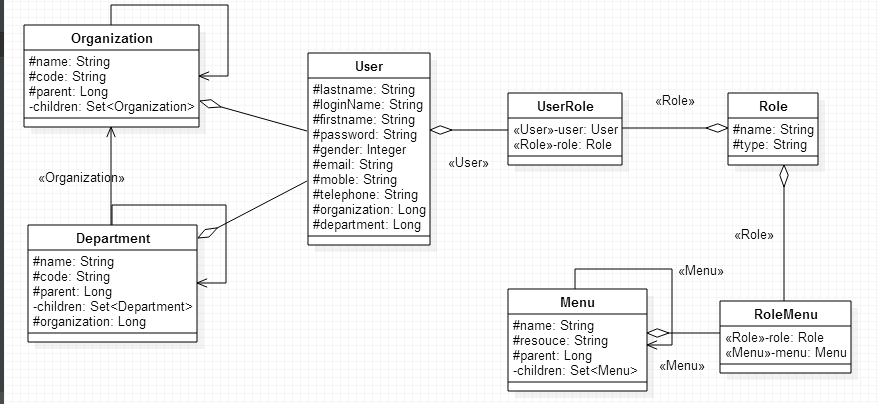 Organization
#name: String
#code: String
#parent: Long
-children: Set<Organization>
User
#lastname: String
#loginName: String
#firstname: String
#password: String
#gender: Integer
#email: String
#moble: String
#telephone: String
#organization: Long
#department: Long
UserRole
«User»-user: User
«Role»-role: Role
«Role»
Role
#name: String
#type: String
«User»
«Organization»
Department
#name: String
#code: String
#parent: Long
-children: Set<Department>
#organization: Long
«Role»
«Menu»
Menu
#name: String
#resouce: String
#parent: Long
-children: Set<Menu>
«Menu»
RoleMenu
«Role»-role: Role
«Menu»-menu: Menu